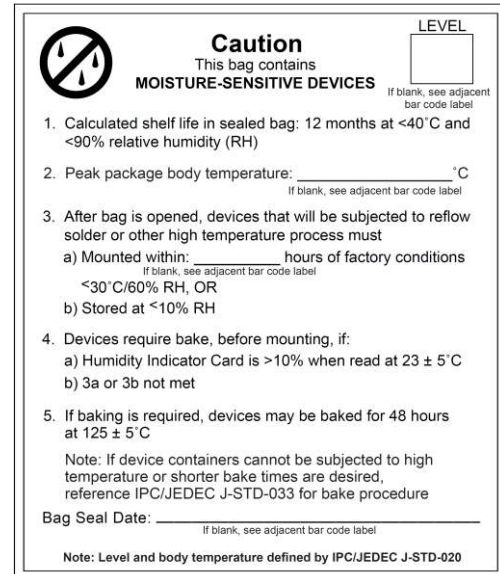 LEVEL
Caution
This bag contains
MOISTURE-SENSITIVE DEVICES
If blank, see adjacent
bar code label
1. Calculated shelf life in sealed bag: 12 months at <40˚C and
<90% relative humidity (RH)
2. Peak package body temperature: ____________________˚C
If blank, see adjacent bar code label
3. After bag is opened, devices that will be subjected to reflow
solder or other high temperature process must
a) Mounted within: ___________ hours of factory conditions
If blank, see adjacent bar code label
<30˚C/60% RH, OR
b) Stored at <10% RH
4. Devices require bake, before mounting, if:
a) Humidity Indicator Card is >10% when read at 23 ± 5˚C
b) 3a or 3b not met
5. If baking is required, devices may be baked for 48 hours
at 125 ± 5˚C
Note: If device containers cannot be subjected to high
temperature or shorter bake times are desired,
reference IPC/JEDEC J-STD-033 for bake procedure
Bag Seal Date: ____________________
If blank, see adjacent bar code label
Note: Level and body temperature defined by IPC/JEDEC J-STD-020